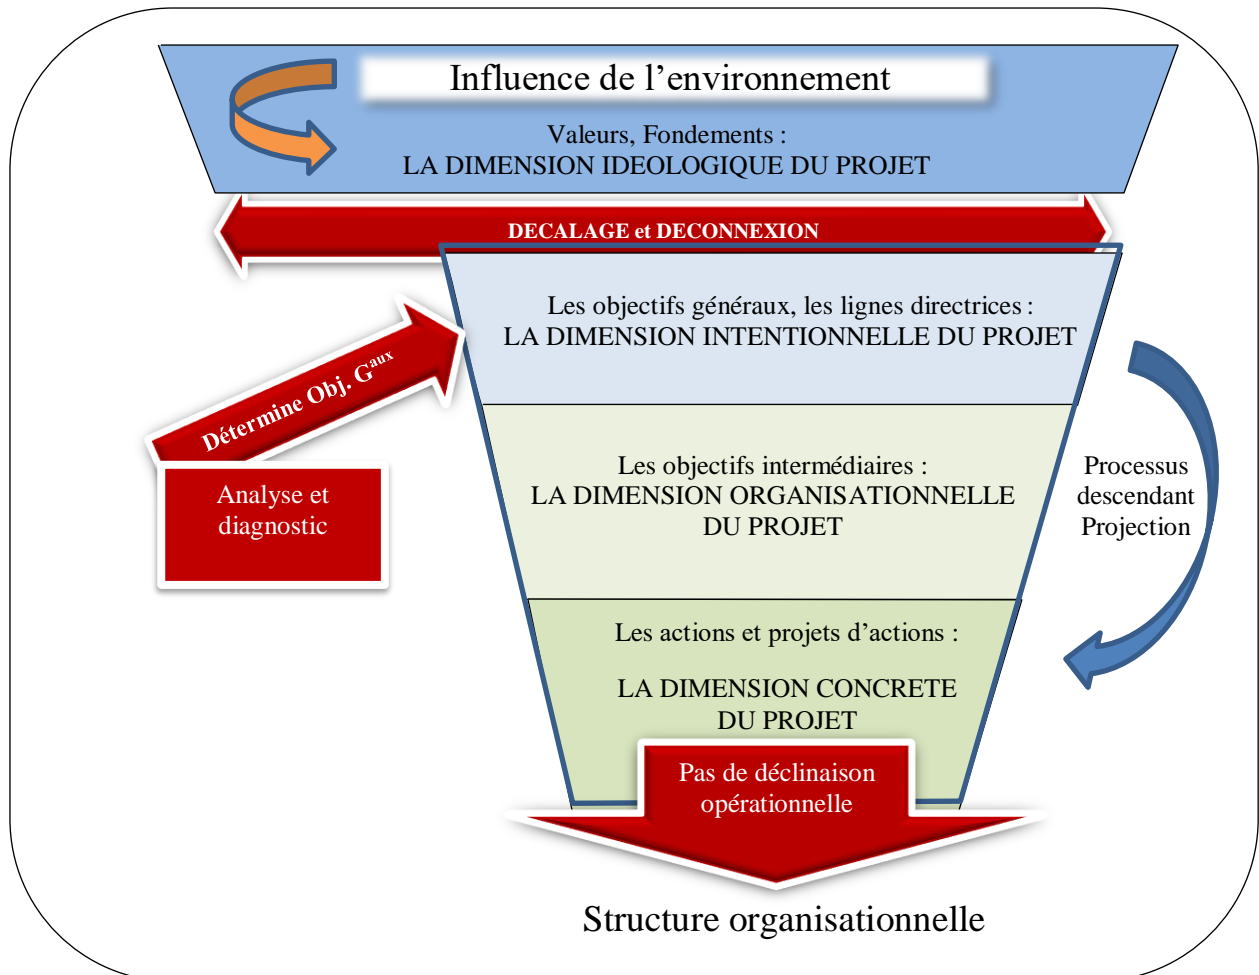 Influence de l’environnement
Valeurs, Fondements :
LA DIMENSION IDEOLOGIQUE DU PROJET
DECALAGE et DECONNEXION
Les objectifs généraux, les lignes directrices :
LA DIMENSION INTENTIONNELLE DU PROJET
Détermine Obj. Gaux
Analyse et
diagnostic
Les objectifs intermédiaires :
LA DIMENSION ORGANISATIONNELLE
DU PROJET
Processus
descendant
Projection
Les actions et projets d’actions :
LA DIMENSION CONCRETE
DU PROJET
Pas de déclinaison
opérationnelle
Structure organisationnelle